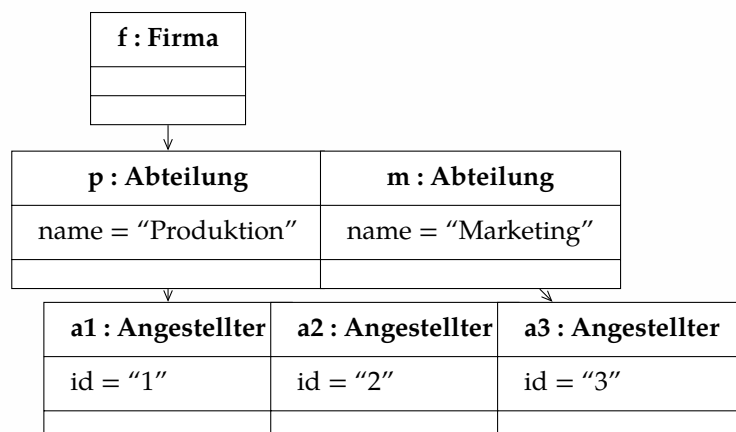 f : Firma
p : Abteilung
m : Abteilung
name = “Produktion”
name = “Marketing”
a1 : Angestellter
a2 : Angestellter
a3 : Angestellter
id = “1”
id = “2”
id = “3”